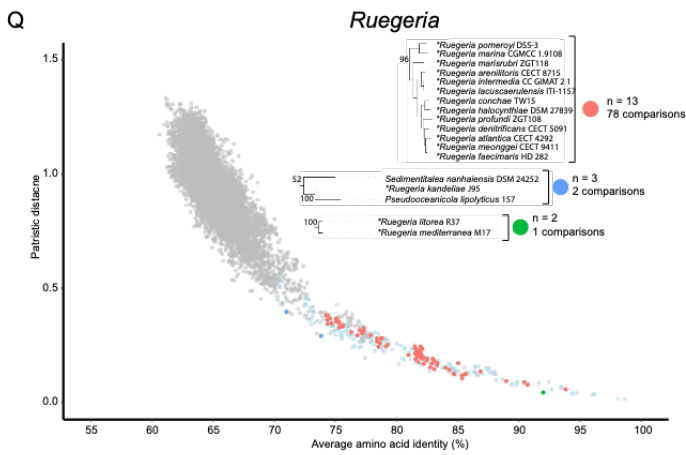 Q
Ruegeria
1.5
1.0
0.5
0.0
Patristic distacne
96
*Ruegeria pomeroyi DSS-3
*Ruegeria marina CGMCC 1.9108
*Ruegeria marisrubri ZGT118
*Ruegeria arenilitoris CECT 8715
*Ruegeria intermedia CC GIMAT 2 1
*Ruegeria lacuscaerulensis ITI-1157
*Ruegeria conchae TW15
*Ruegeria halocynthiae DSM 27839
*Ruegeria profundi ZGT108
*Ruegeria denitrificans CECT 5091
*Ruegeria atlantica CECT 4292
*Ruegeria meonggei CECT 9411
*Ruegeria faecimaris HD 282
n = 13
78 comparisons
52
Sedimentitalea nanhaiensis DSM 24252
*Ruegeria kandeliae J95
100
Pseudooceanicola lipolyticus 157
n = 3
2 comparisons
100
*Ruegeria litorea R37
*Ruegeria mediterranea M17
n = 2
1 comparisons
55 60 65 70 75 80 85 90 95 100
Average amino acid identity (%)